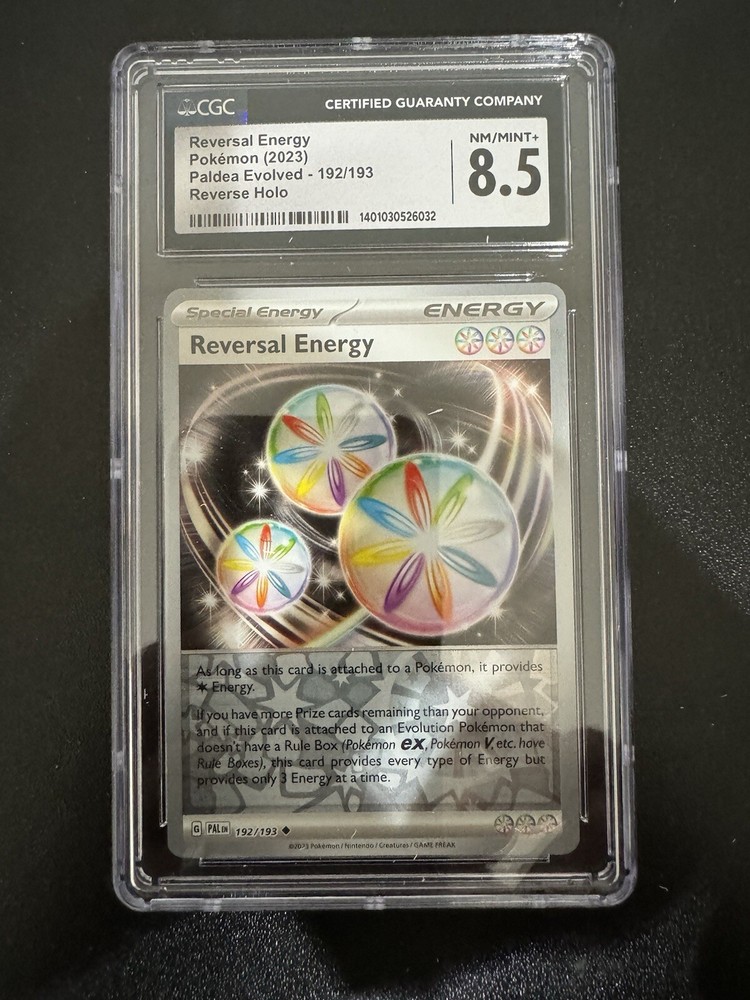 CGC
CERTIFIED GUARANTY COMPANY
Reversal Energy
Pokémon (2023)
Paldea Evolved - 192/193
Reverse Holo
NM/MINT+
8.5
1401030526032
Special Energy
ENERGY
Reversal Energy
As long as this card is attached to a Pokémon, it provides
Energy.
If you have more Prize cards remaining than your opponent,
and if this card is attached to an Evolution Pokémon that
doesn't have a Rule Box (Pokémon ex, Pokémon V, etc. have
Rule Boxes), this card provides every type of Energy but
provides only 3 Energy at a time.
G PAL EN 192/193
©2023 Pokémon / Nintendo / Creatures / GAME FREAK